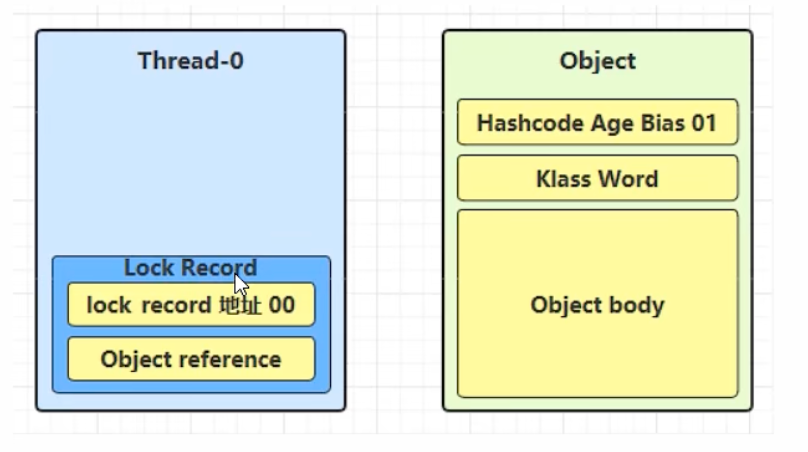 Thread-0
Lock Record
lock record 地址 00
Object reference
Object
Hashcode Age Bias 01
Klass Word
Object body